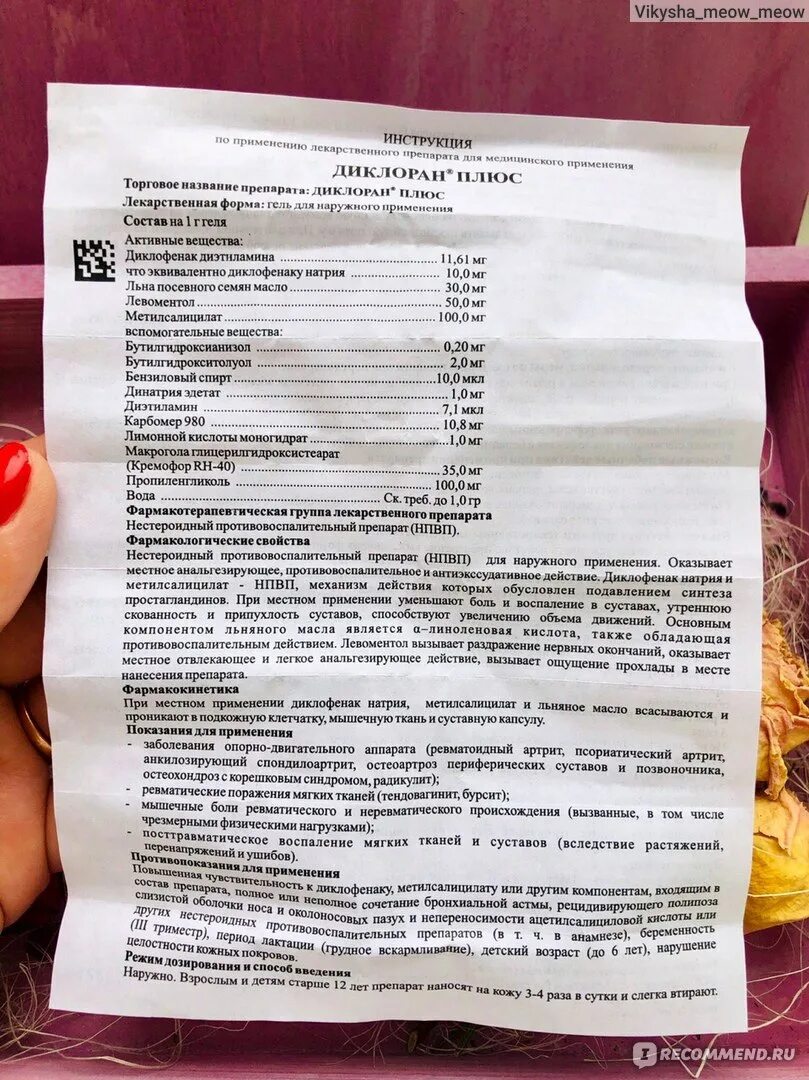 Vikysha_meow_meow
ИНСТРУКЦИЯ
по применению лекарственного препарата для медицинского применения
ДИКЛОРАН® ПЛЮС
Торговое название препарата: ДИКЛОРАН® ПЛЮС
Лекарственная форма: гель для наружного применения
Состав на 1 г геля
Активные вещества:
Диклофенак диэтиламина ........ 11,61 мг
что эквивалентно диклофенаку натрия ........ 10,0 мг
Льна посевного семян масло ........ 30,0 мг
Левоментол ........ 50,0 мг
Метилсалицилат ........ 100,0 мг
вспомогательные вещества:
Бутилгидроксианизол ........ 0,20 мг
Бутилгидрокситолуол ........ 2,0 мг
Бензиловый спирт ........ 10,0 мкл
Динатрия эдетат ........ 1,0 мг
Диэтиламин ........ 7,1 мкл
Карбомер 980 ........ 10,8 мг
Лимонной кислоты моногидрат ........ 1,0 мг
Макрогола глицерилгидроксистеарат
(Кремофор RH-40) ........ 35,0 мг
Пропиленгликоль ........ 100,0 мг
Вода ........ Ск. треб. до 1,0 гр
Фармакотерапевтическая группа лекарственного препарата
Нестероидный противовоспалительный препарат (НПВП).
Фармакологические свойства
Нестероидный противовоспалительный препарат (НПВП) для наружного применения. Оказывает
местное анальгезирующее, противовоспалительное и антиэкссудативное действие. Диклофенак натрия и
метилсалицилат - НПВП, механизм действия которых обусловлен подавлением синтеза
простагландинов. При местном применении уменьшают боль и воспаление в суставах, утреннюю
скованность и припухлость суставов, способствуют увеличению объема движений. Основным
компонентом льняного масла является α–линоленовая кислота, также обладающая
противовоспалительным действием. Левоментол вызывает раздражение нервных окончаний, оказывает
местное отвлекающее и легкое анальгезирующее действие, вызывает ощущение прохлады в месте
нанесения препарата.
Фармакокинетика
При местном применении диклофенак натрия, метилсалицилат и льняное масло всасываются и
проникают в подкожную клетчатку, мышечную ткань и суставную капсулу.
Показания для применения
- заболевания опорно-двигательного аппарата (ревматоидный артрит, псориатический артрит,
анкилозирующий спондилоартрит, остеоартроз периферических суставов и позвоночника,
остеохондроз с корешковым синдромом, радикулит);
- ревматические поражения мягких тканей (тендовагинит, бурсит);
- мышечные боли ревматического и неревматического происхождения (вызванные, в том числе
чрезмерными физическими нагрузками);
- посттравматическое воспаление мягких тканей и суставов (вследствие растяжений,
перенапряжений и ушибов).
Противопоказания для применения
Повышенная чувствительность к диклофенаку, метилсалицилату или другим компонентам, входящим в
состав препарата, полное или неполное сочетание бронхиальной астмы, рецидивирующего полипоза
слизистой оболочки носа и околоносовых пазух и непереносимости ацетилсалициловой кислоты или
других нестероидных противовоспалительных препаратов (в т. ч. в анамнезе), беременность
(III триместр), период лактации (грудное вскармливание), детский возраст (до 6 лет), нарушение
целостности кожных покровов.
Режим дозирования и способ введения
Наружно. Взрослым и детям старше 12 лет препарат наносят на кожу 3-4 раза в сутки и слегка втирают.
IRECOMMEND.RU